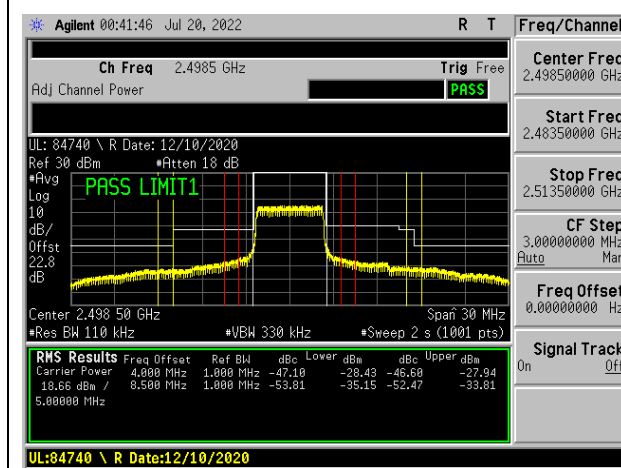 Agilent 00:41:46 Jul 20, 2022 R T
Freq/Channel
Ch Freq 2.4985 GHz Trig Free
Adj Channel Power PASS
UL: 84740 \ R Date: 12/10/2020
Ref 30 dBm #Atten 18 dB
#Avg
Log
10
dB/
Offst
22.8
dB
PASS LIMIT1
Center 2.498 50 GHz Span 30 MHz
#Res BW 110 kHz #VBW 330 kHz #Sweep 2 s (1001 pts)
RMS Results Freq Offset Ref BW dBc Lower dBm dBc Upper dBm
Carrier Power 4.000 MHz 1.000 MHz -47.10 -28.43 -46.60 -27.94
18.66 dBm / 8.500 MHz 1.000 MHz -53.81 -35.15 -52.47 -33.81
5.00000 MHz
UL:84740 \ R Date:12/10/2020
Center Freq
2.49850000 GHz
Start Freq
2.48350000 GHz
Stop Freq
2.51350000 GHz
CF Step
3.00000000 MHz
Auto Man
Freq Offset
0.00000000 Hz
Signal Track
On Off